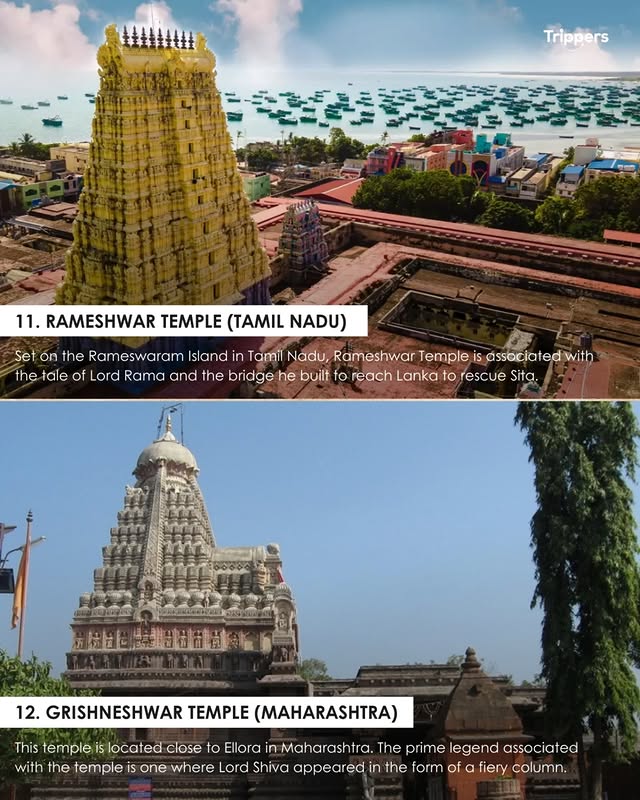 Trippers
11. RAMESHWAR TEMPLE (TAMIL NADU)
Set on the Rameswaram Island in Tamil Nadu, Rameshwar Temple is associated with
the tale of Lord Rama and the bridge he built to reach Lanka to rescue Sita.
12. GRISHNESHWAR TEMPLE (MAHARASHTRA)
This temple is located close to Ellora in Maharashtra. The prime legend associated
with the temple is one where Lord Shiva appeared in the form of a fiery column.